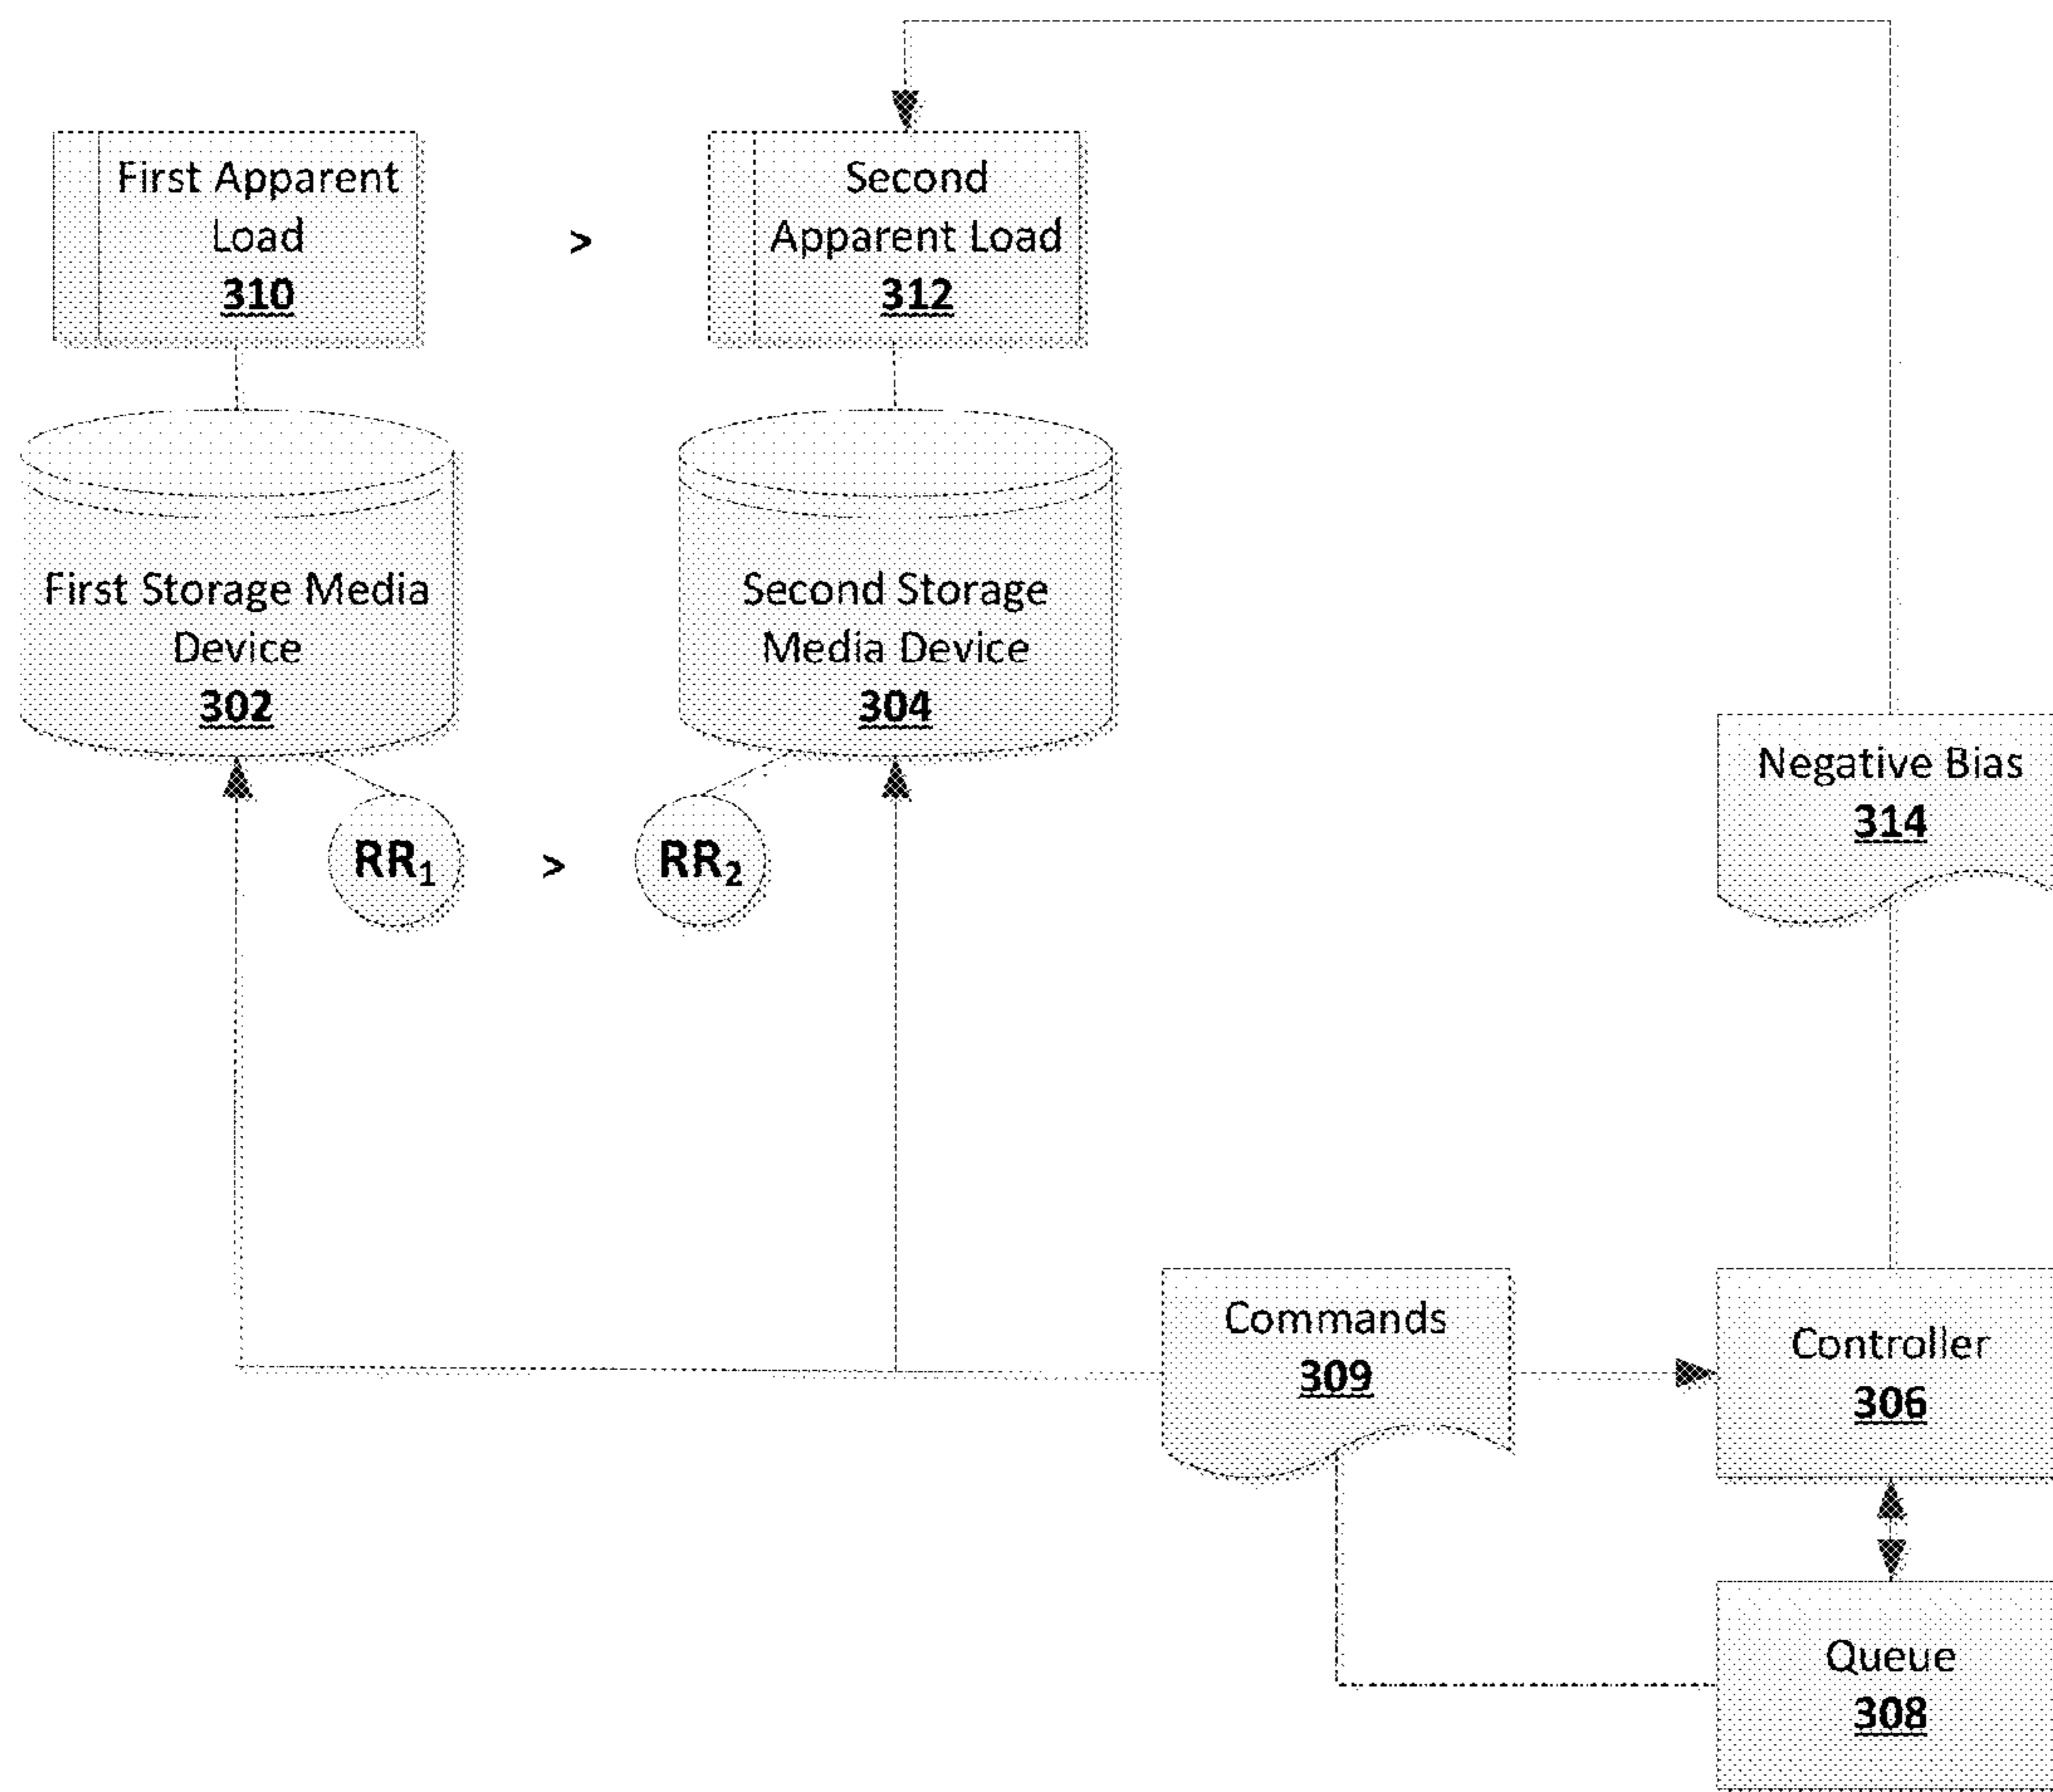 First Apparent
Load
310
>
Second
Apparent Load
312
First Storage Media
Device
302
Second Storage
Media Device
304
Negative Bias
314
RR₁
>
RR₂
Commands
309
Controller
306
Queue
308